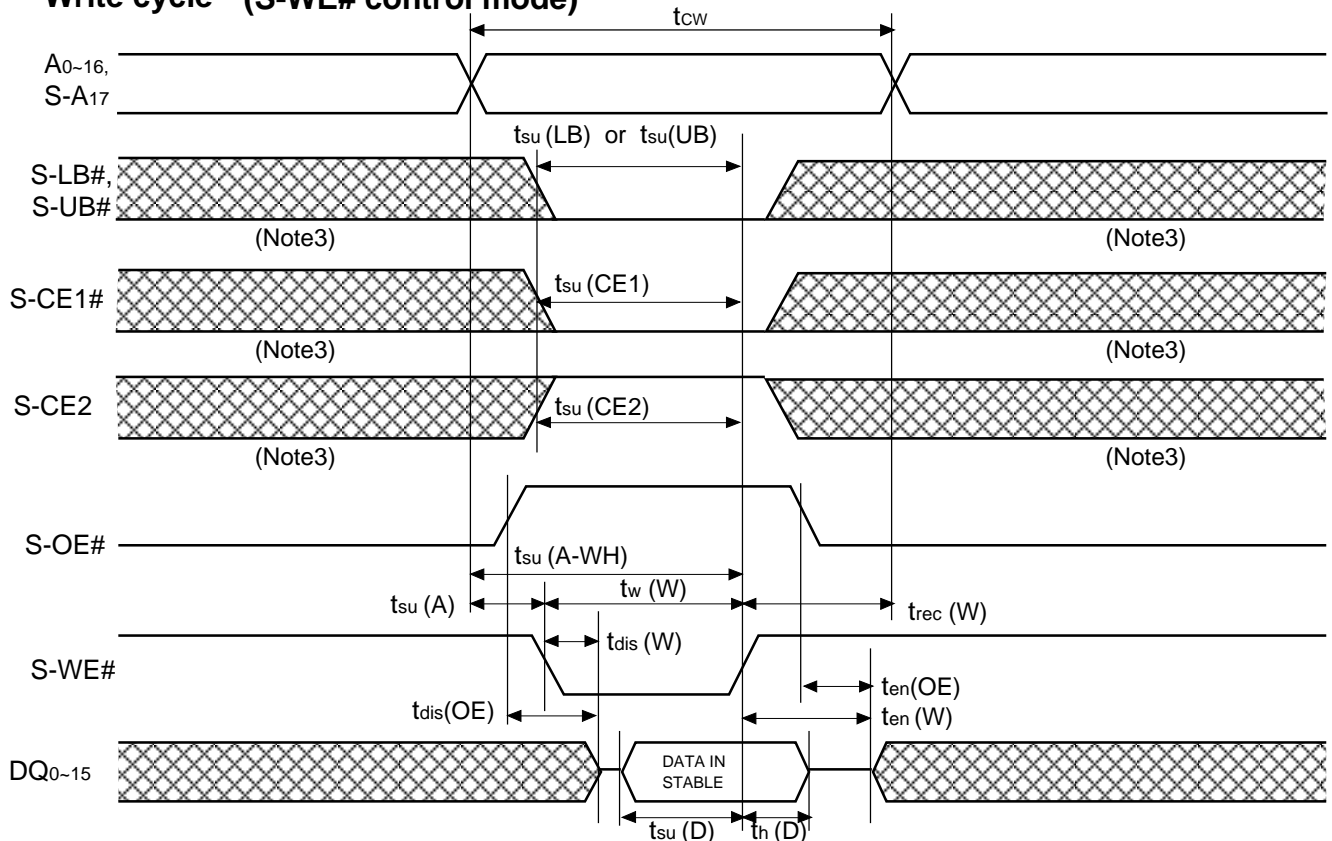 Write cycle (S-WE# control mode)
tCW
A0~16,
S-A17
tsu (LB) or tsu(UB)
S-LB#,
S-UB#
(Note3)
(Note3)
S-CE1#
tsu (CE1)
(Note3)
(Note3)
S-CE2
tsu (CE2)
(Note3)
(Note3)
S-OE#
tsu (A-WH)
tsu (A)
tw (W)
trec (W)
tdis (W)
S-WE#
ten(OE)
tdis(OE)
ten (W)
DQ0~15
DATA IN
STABLE
tsu (D)
th (D)